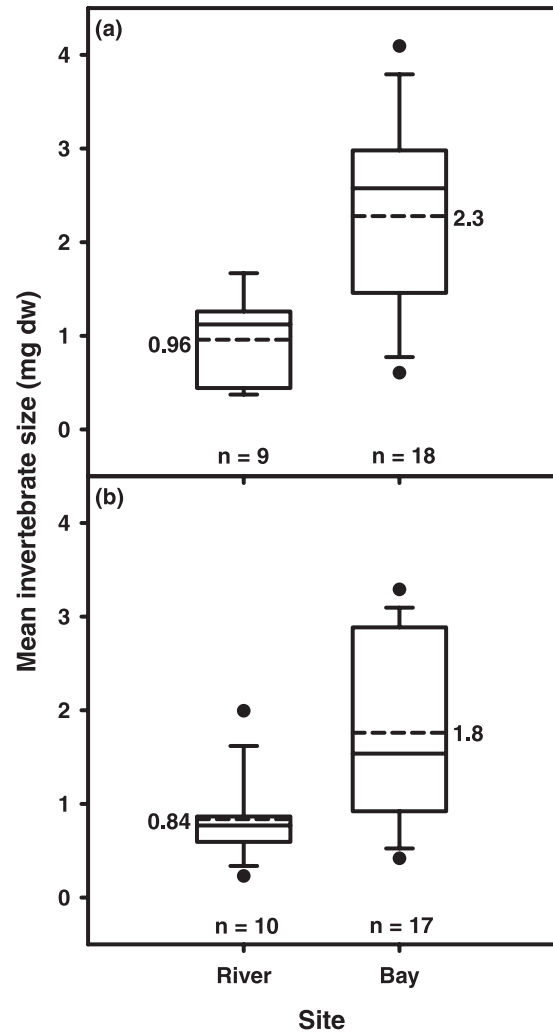 Mean invertebrate size (mg dw)
(a)
4
3
2
1
0
0.96
2.3
n = 9
n = 18
(b)
4
3
2
1
0
0.84
1.8
n = 10
n = 17
River
Bay
Site